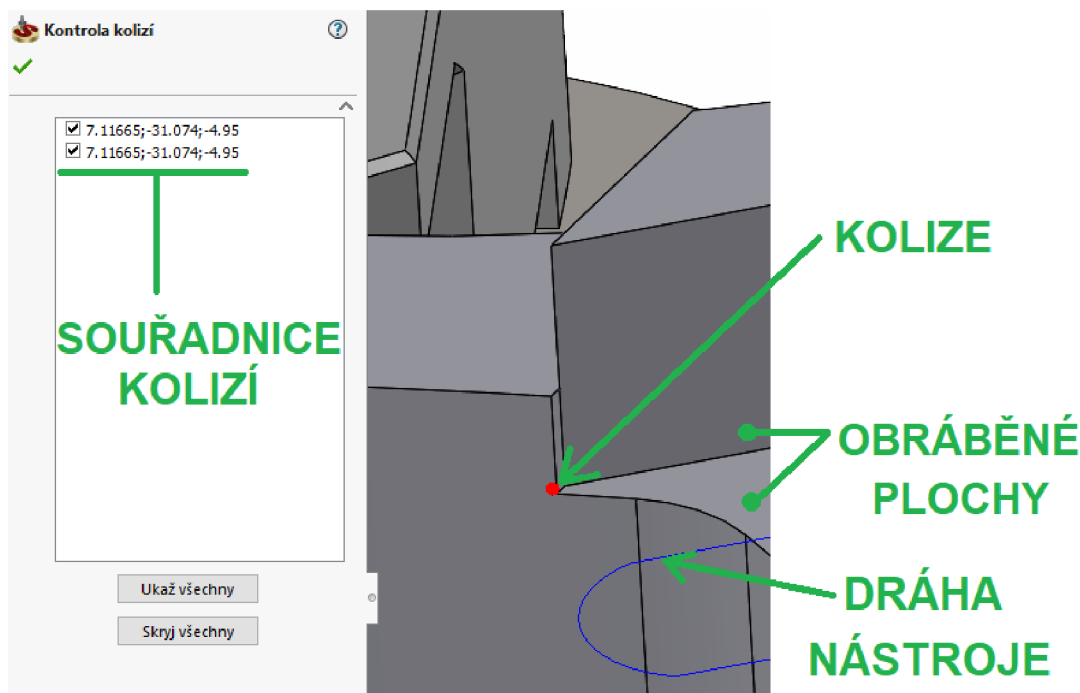 Kontrola kolizí
?
7.11665;-31.074;-4.95
7.11665;-31.074;-4.95
SOUŘADNICE
KOLIZÍ
Ukaž všechny
Skryj všechny
KOLIZE
OBRÁBĚNÉ
PLOCHY
DRÁHA
NÁSTROJE